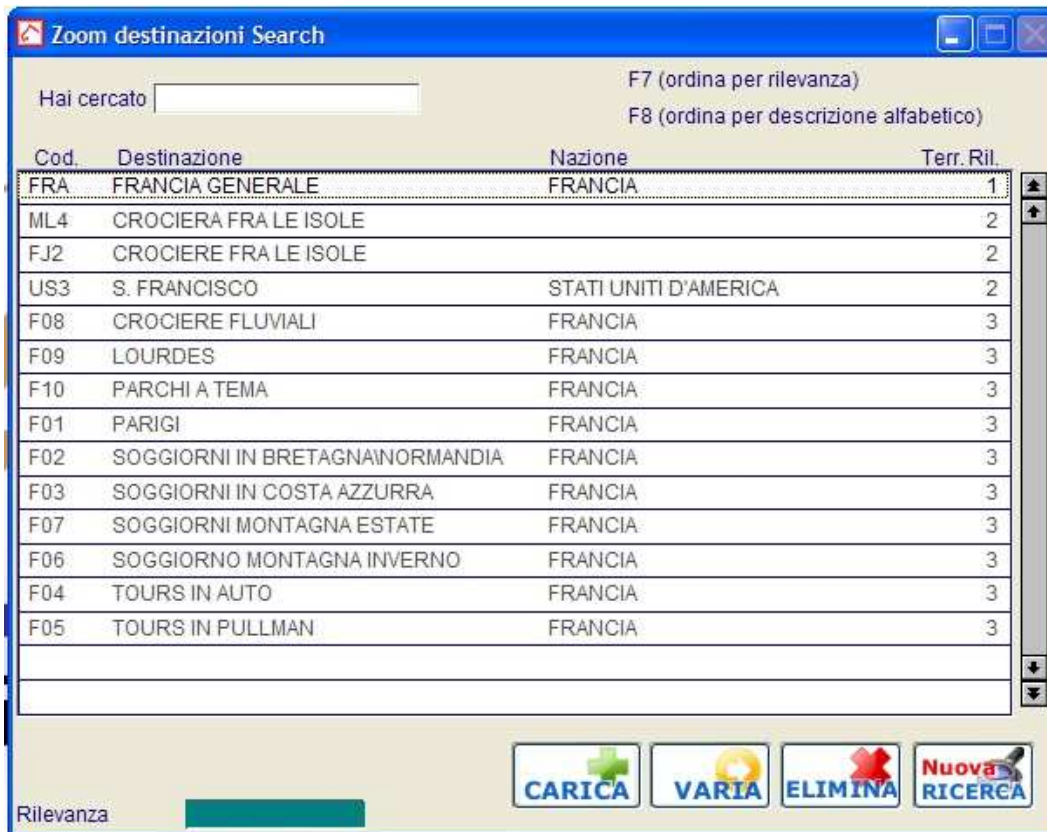 Zoom destinazioni Search
Hai cercato
F7 (ordina per rilevanza)
F8 (ordina per descrizione alfabetico)
Cod. Destinazione Nazione Terr. Ril.
FRA FRANCIA GENERALE FRANCIA 1
ML4 CROCIERA FRA LE ISOLE 2
FJ2 CROCIERE FRA LE ISOLE 2
US3 S. FRANCISCO STATI UNITI D'AMERICA 2
F08 CROCIERE FLUVIALI FRANCIA 3
F09 LOURDES FRANCIA 3
F10 PARCHI A TEMA FRANCIA 3
F01 PARIGI FRANCIA 3
F02 SOGGIORNI IN BRETAGNA\NORMANDIA FRANCIA 3
F03 SOGGIORNI IN COSTA AZZURRA FRANCIA 3
F07 SOGGIORNI MONTAGNA ESTATE FRANCIA 3
F06 SOGGIORNO MONTAGNA INVERNO FRANCIA 3
F04 TOURS IN AUTO FRANCIA 3
F05 TOURS IN PULLMAN FRANCIA 3
CARICA VARIA ELIMINA Nuova RICERCA
Rilevanza